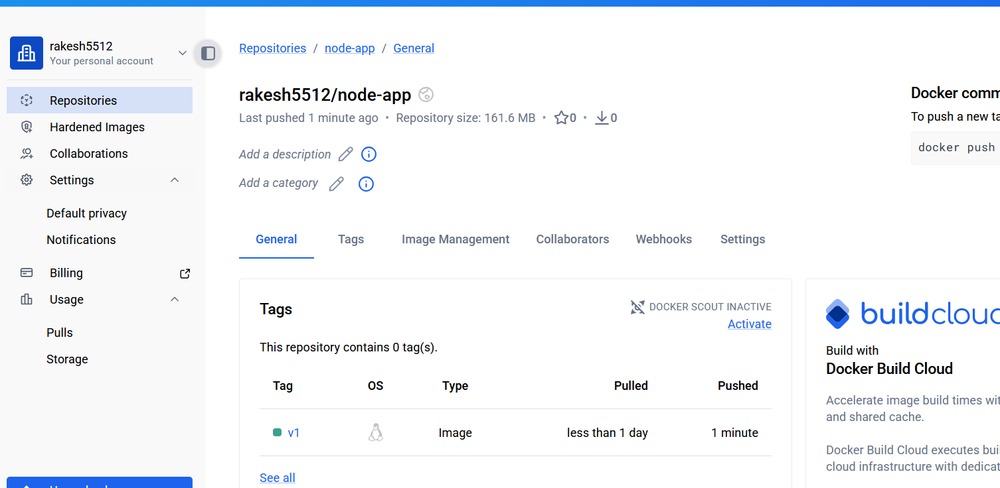 rakesh5512
Your personal account
Repositories
Hardened Images
Collaborations
Settings
Default privacy
Notifications
Billing
Usage
Pulls
Storage
Repositories / node-app / General
rakesh5512/node-app
Last pushed 1 minute ago • Repository size: 161.6 MB • 0 • 0
Add a description
Add a category
General Tags Image Management Collaborators Webhooks Settings
Tags
DOCKER SCOUT INACTIVE
Activate
This repository contains 0 tag(s).
Tag OS Type Pulled Pushed
v1 Image less than 1 day 1 minute
See all
Docker comm
To push a new ta
docker push
buildclou
Build with
Docker Build Cloud
Accelerate image build times wit
and shared cache.
Docker Build Cloud executes bui
cloud infrastructure with dedicat